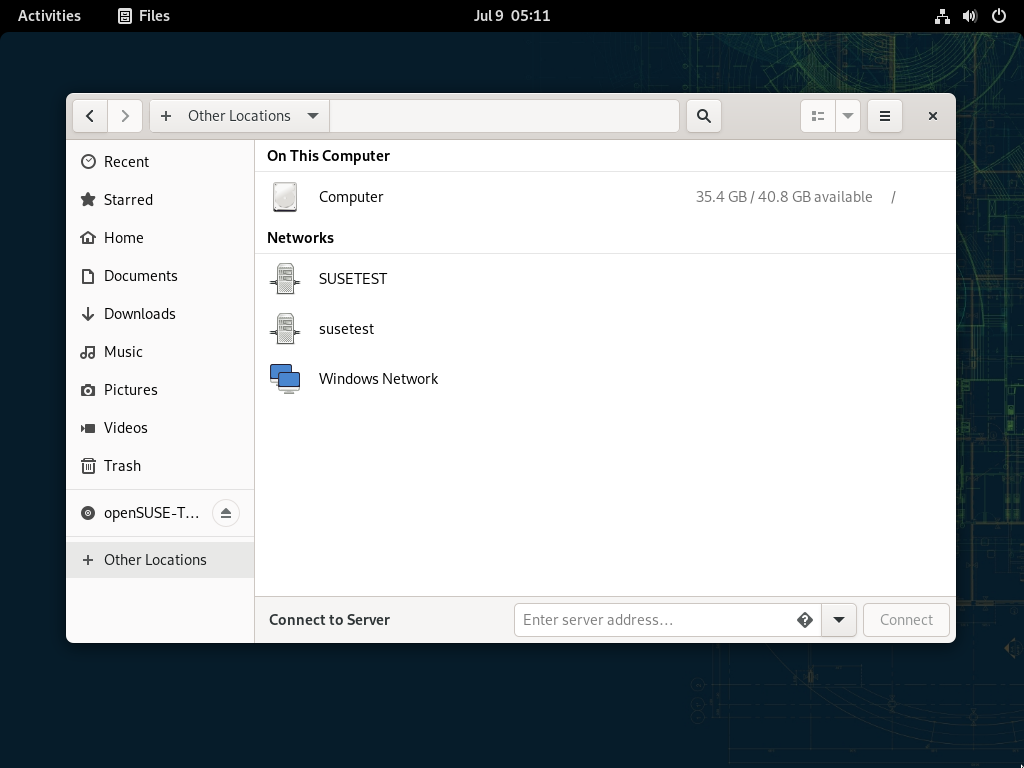 Activities Files Jul 9 05:11
Other Locations
Recent
Starred
Home
Documents
Downloads
Music
Pictures
Videos
Trash
openSUSE-T…
Other Locations
On This Computer
Computer 35.4 GB / 40.8 GB available /
Networks
SUSETEST
susetest
Windows Network
Connect to Server Enter server address… Connect